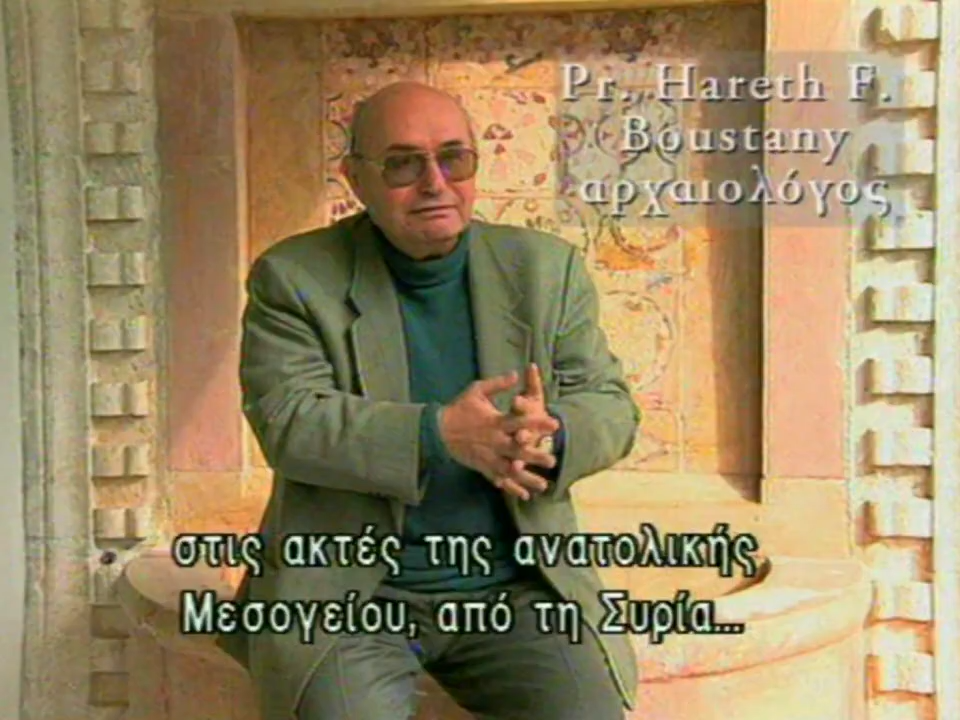 Pr. Hareth F.
Boustany
αρχαιολόγος
στις ακτές της ανατολικής
Μεσογείου, από τη Συρία...